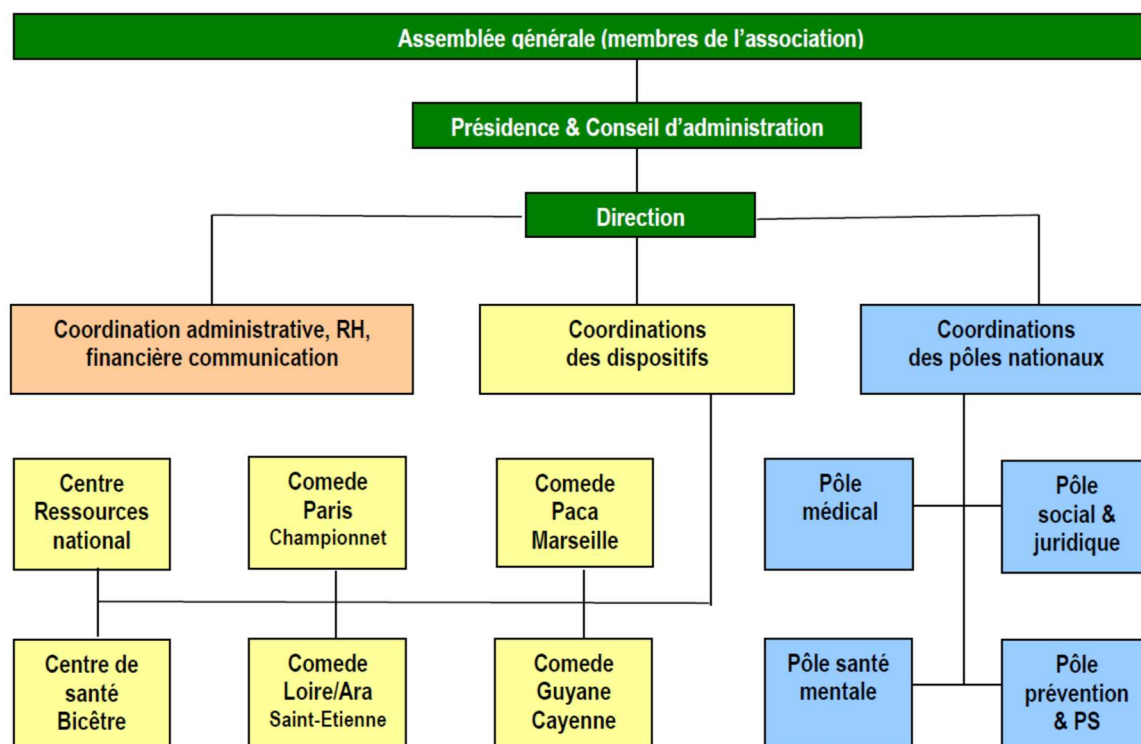 Assemblée générale (membres de l'association)
Présidence & Conseil d'administration
Direction
Coordination administrative, RH,
financière communication
Coordinations
des dispositifs
Coordinations
des pôles nationaux
Centre
Ressources
national
Comede
Paris
Championnet
Comede
Paca
Marseille
Pôle
médical
Pôle
social &
juridique
Centre de
santé
Bicêtre
Comede
Loire/Ara
Saint-Etienne
Comede
Guyane
Cayenne
Pôle santé
mentale
Pôle
prévention
& PS